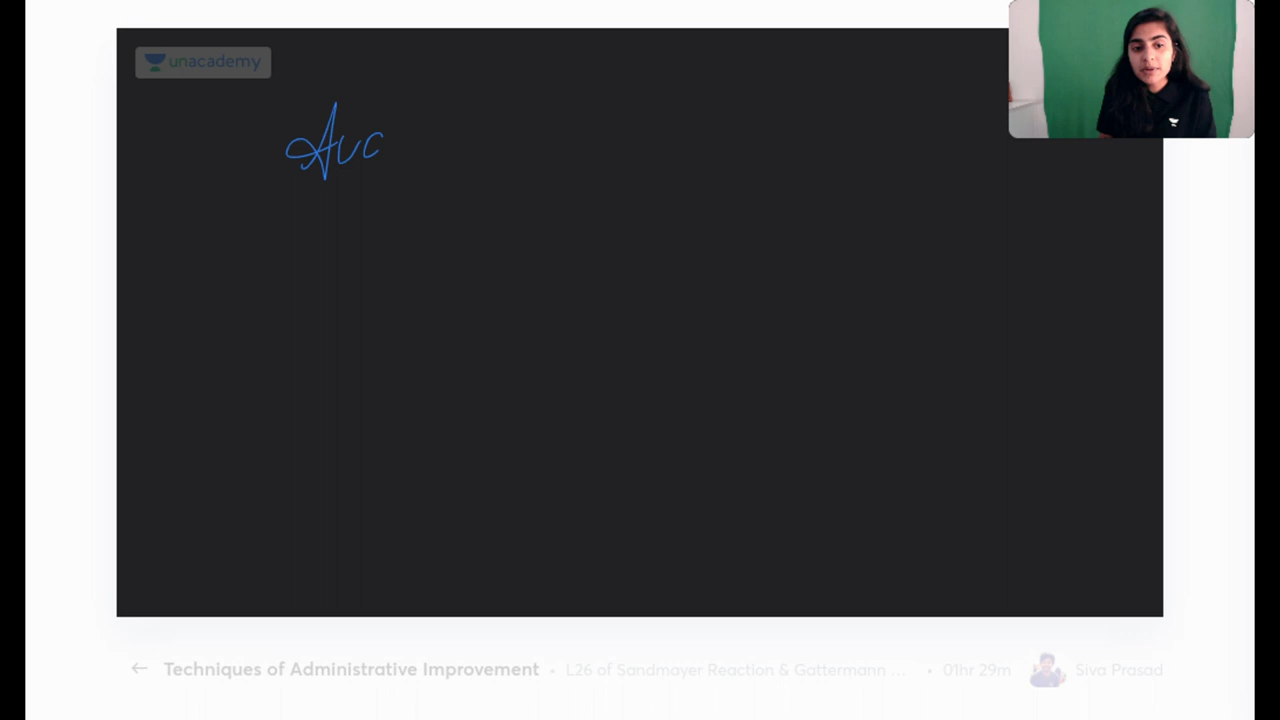 unacademy
Auc
Techniques of Administrative Improvement • L26 of Sandmayer Reaction & Gattermann ... • 01hr 29m Siva Prasad